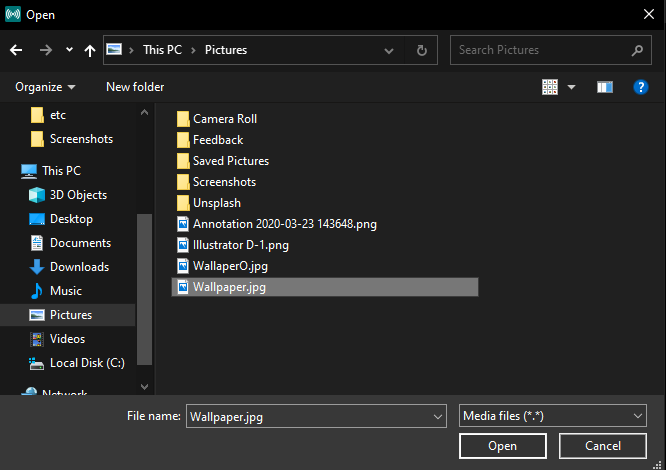 Open
This PC > Pictures
Search Pictures
Organize
New folder
etc
Screenshots
This PC
3D Objects
Desktop
Documents
Downloads
Music
Pictures
Videos
Local Disk (C:)
Network
Camera Roll
Feedback
Saved Pictures
Screenshots
Unsplash
Annotation 2020-03-23 143648.png
Illustrator D-1.png
WallaperO.jpg
Wallpaper.jpg
File name:
Wallpaper.jpg
Media files (*.*)
Open
Cancel